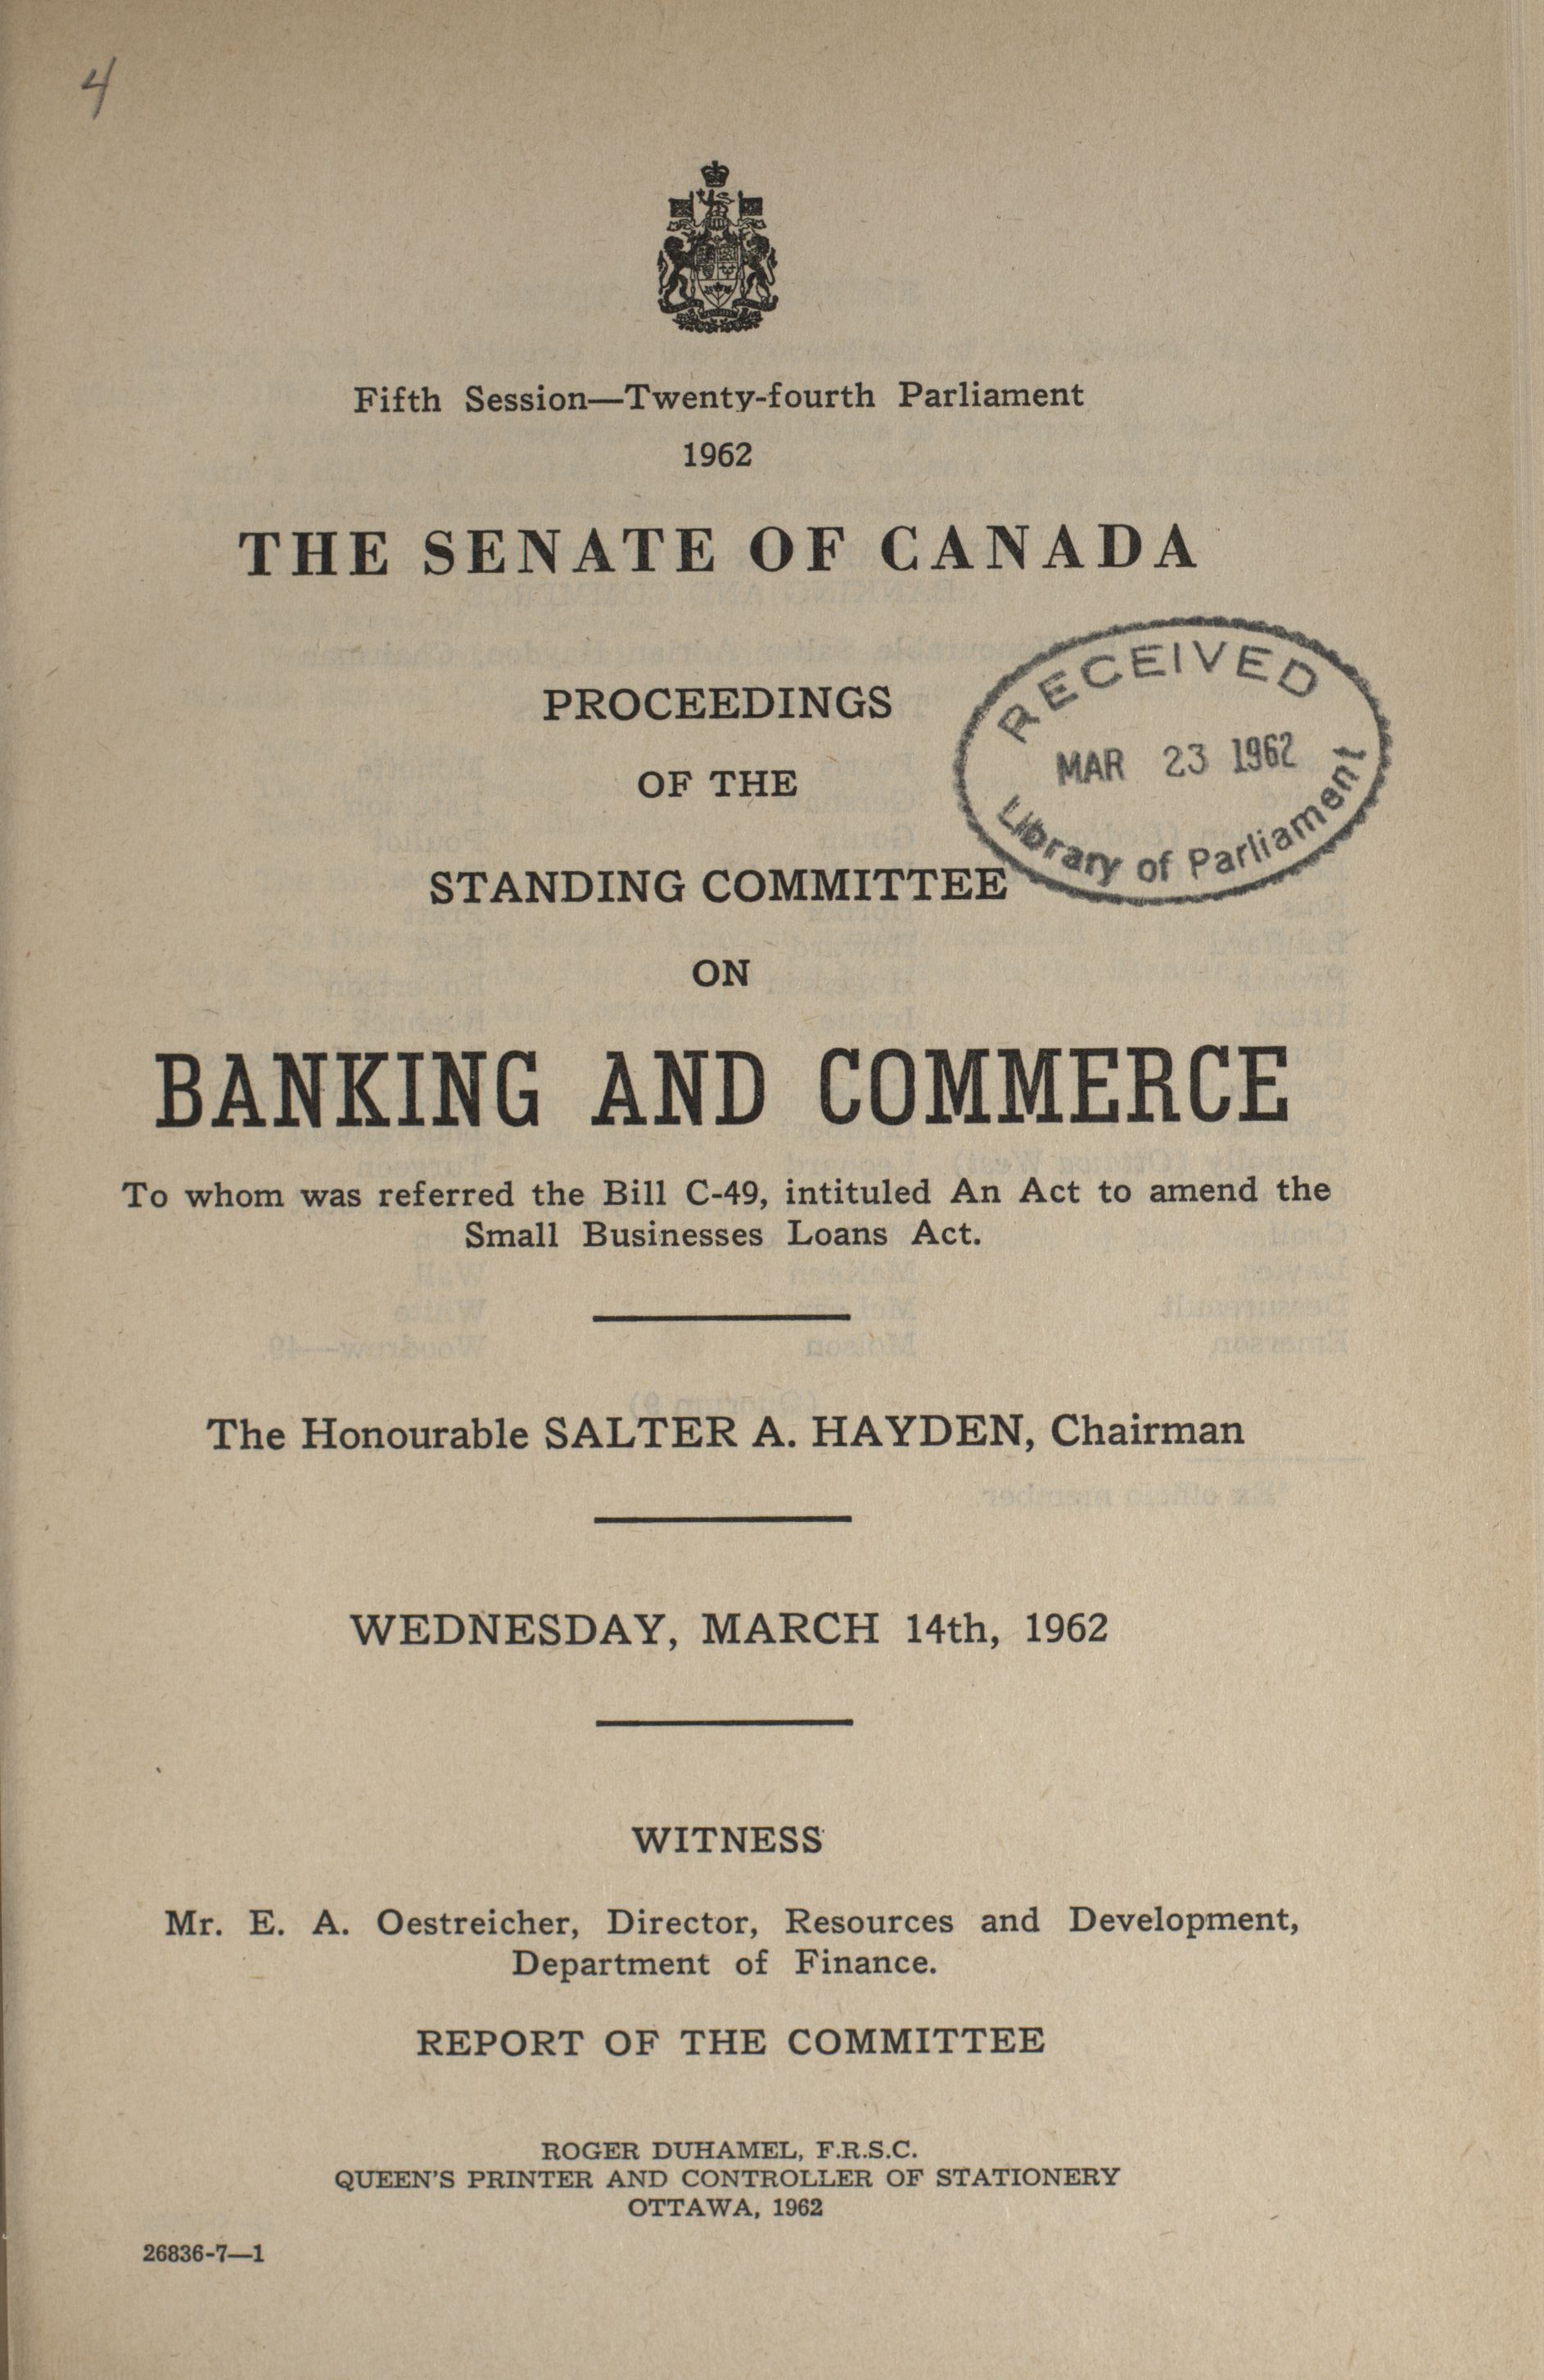 4
Fifth Session—Twenty-fourth Parliament
1962
THE SENATE OF CANADA
PROCEEDINGS
OF THE
STANDING COMMITTEE
ON
BANKING AND COMMERCE
RECEIVED
MAR 23 1962
Library of Parliament
To whom was referred the Bill C-49, intituled An Act to amend the
Small Businesses Loans Act.
The Honourable SALTER A. HAYDEN, Chairman
WEDNESDAY, MARCH 14th, 1962
WITNESS
Mr. E. A. Oestreicher, Director, Resources and Development,
Department of Finance.
REPORT OF THE COMMITTEE
ROGER DUHAMEL, F.R.S.C.
QUEEN'S PRINTER AND CONTROLLER OF STATIONERY
OTTAWA, 1962
26836-7—1